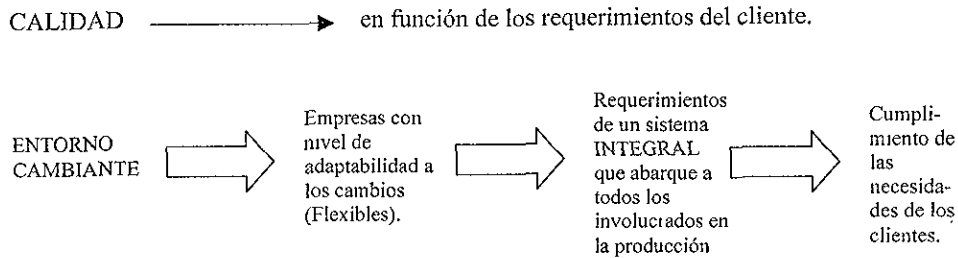 CALIDAD en función de los requerimientos del cliente.
ENTORNO
CAMBIANTE
Empresas con
nivel de
adaptabilidad a
los cambios
(Flexibles).
Requerimientos
de un sistema
INTEGRAL
que abarque a
todos los
involucrados en
la producción
Cumpli-
miento de
las
necesida-
des de los
clientes.